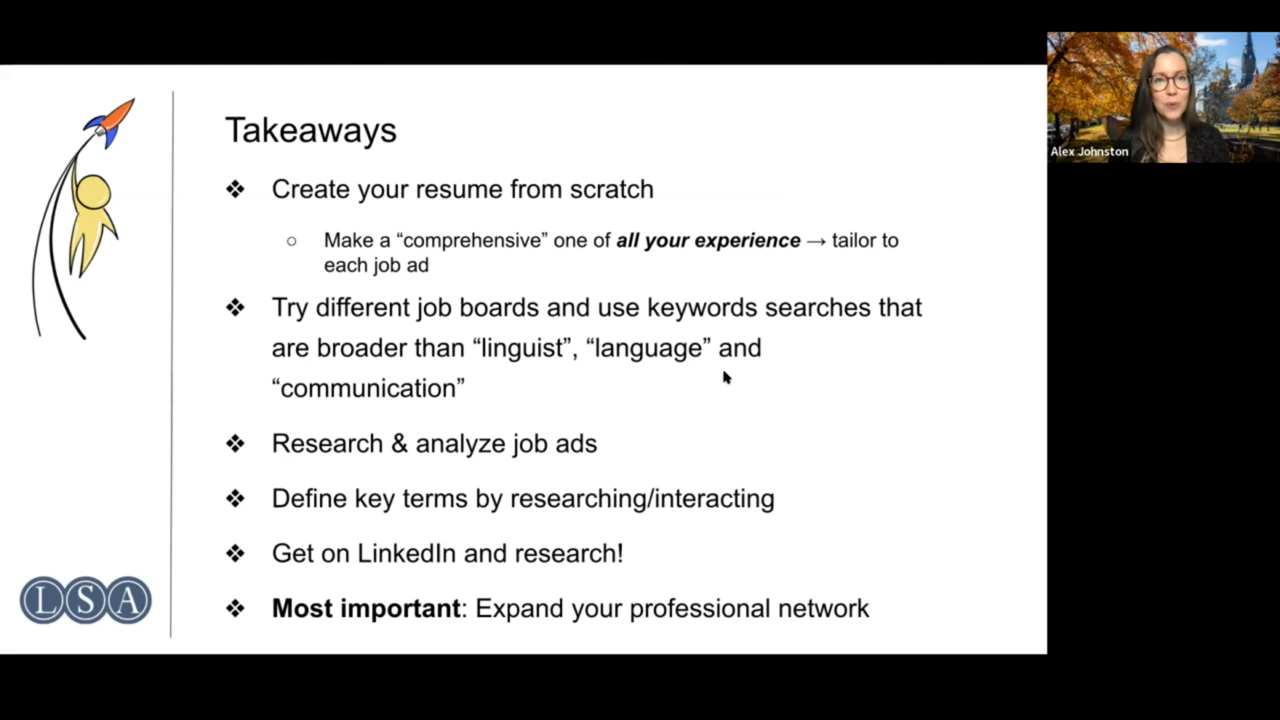 Takeaways
❖ Create your resume from scratch
○ Make a “comprehensive” one of all your experience → tailor to
each job ad
❖ Try different job boards and use keywords searches that
are broader than “linguist”, “language” and
“communication”
❖ Research & analyze job ads
❖ Define key terms by researching/interacting
❖ Get on LinkedIn and research!
❖ Most important: Expand your professional network
LSA
Alex Johnston